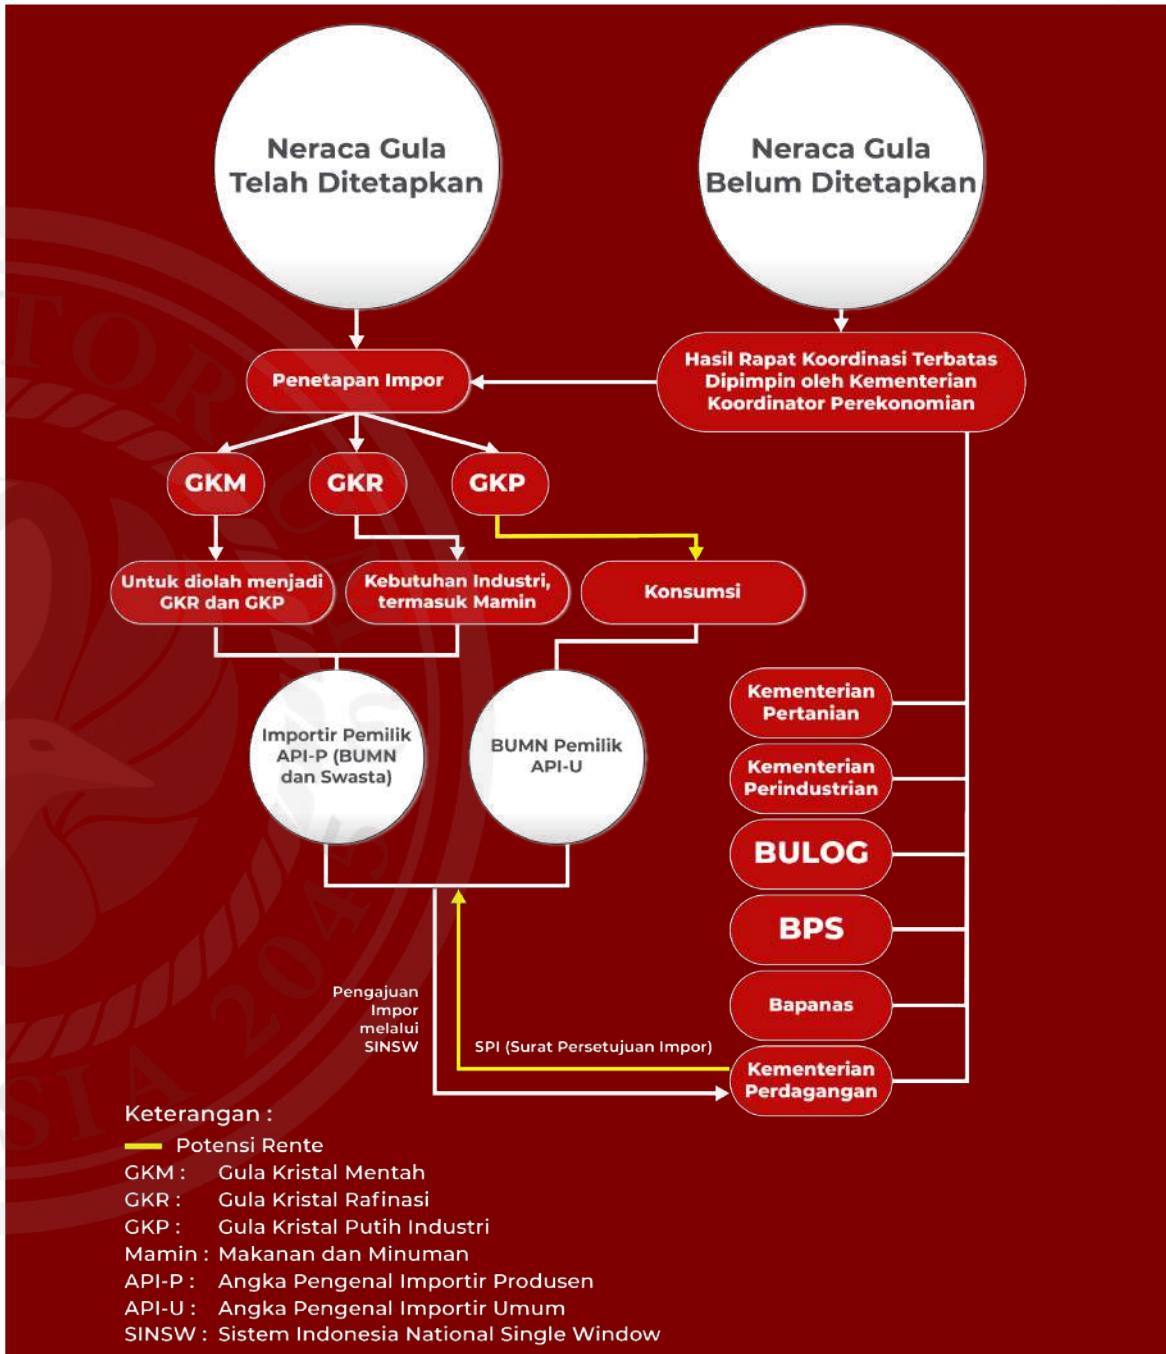 Neraca Gula
Telah Ditetapkan
Neraca Gula
Belum Ditetapkan
Penetapan Impor
Hasil Rapat Koordinasi Terbatas
Dipimpin oleh Kementerian
Koordinator Perekonomian
GKM
GKR
GKP
Untuk diolah menjadi
GKR dan GKP
Kebutuhan Industri,
termasuk Mamin
Konsumsi
Importir Pemilik
API-P (BUMN
dan Swasta)
BUMN Pemilik
API-U
Kementerian
Pertanian
Kementerian
Perindustrian
BULOG
BPS
Bapanas
Kementerian
Perdagangan
Pengajuan
Impor
melalui
SINSW
SPI (Surat Persetujuan Impor)
Keterangan :
Potensi Rente
GKM : Gula Kristal Mentah
GKR : Gula Kristal Rafinasi
GKP : Gula Kristal Putih Industri
Mamin : Makanan dan Minuman
API-P : Angka Pengenal Importir Produsen
API-U : Angka Pengenal Importir Umum
SINSW : Sistem Indonesia National Single Window